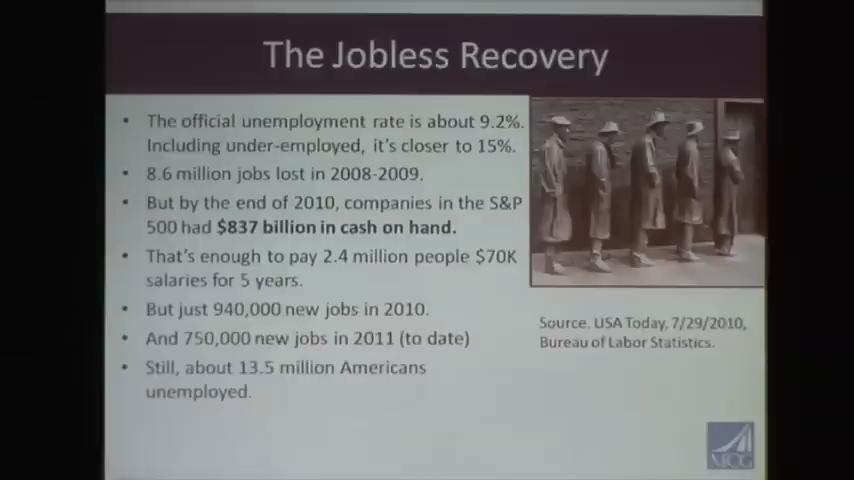 The Jobless Recovery
• The official unemployment rate is about 9.2%.
Including under-employed, it's closer to 15%.
• 8.6 million jobs lost in 2008-2009.
• But by the end of 2010, companies in the S&P
500 had $837 billion in cash on hand.
• That's enough to pay 2.4 million people $70K
salaries for 5 years.
• But just 940,000 new jobs in 2010.
• And 750,000 new jobs in 2011 (to date)
• Still, about 13.5 million Americans
unemployed.
Source. USA Today, 7/29/2010,
Bureau of Labor Statistics.